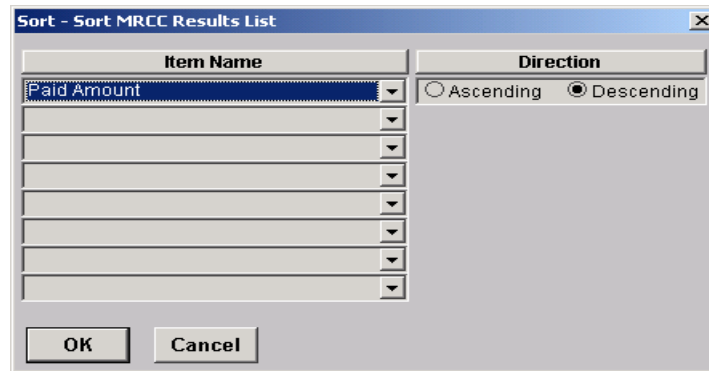 Sort - Sort MRCC Results List
Item Name Direction
Paid Amount Ascending Descending
OK Cancel